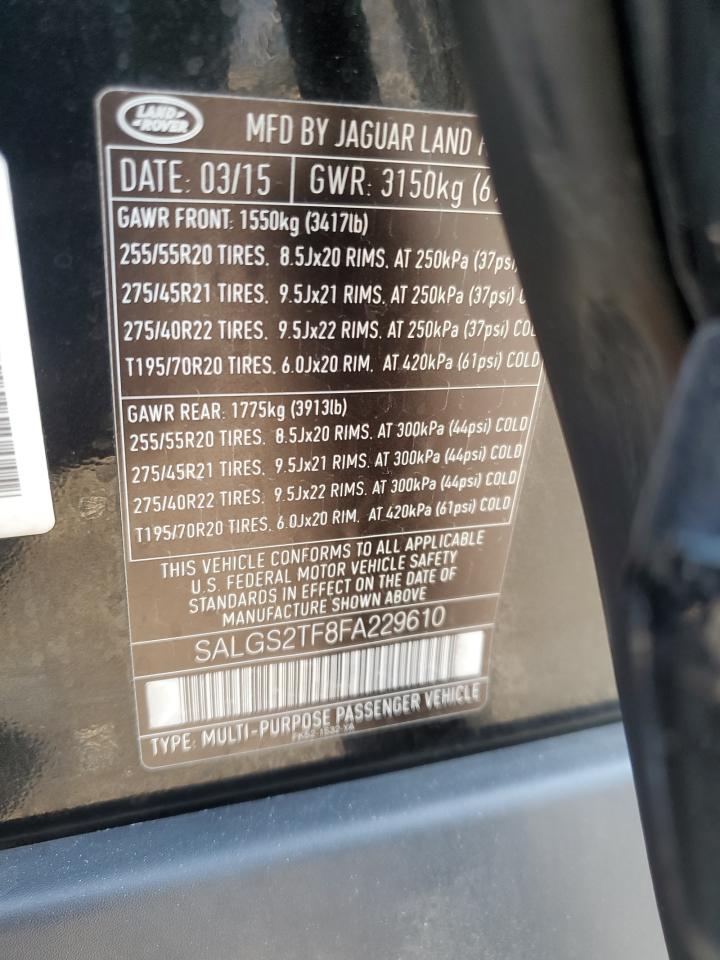 LAND ROVER
MFD BY JAGUAR LAND
DATE: 03/15 GWR: 3150kg
GAWR FRONT: 1550kg (3417lb)
255/55R20 TIRES. 8.5Jx20 RIMS. AT 250kPa (37psi)
275/45R21 TIRES. 9.5Jx21 RIMS. AT 250kPa (37psi)
275/40R22 TIRES. 9.5Jx22 RIMS. AT 250kPa (37psi) COL
T195/70R20 TIRES. 6.0Jx20 RIM. AT 420kPa (61psi) COLD
GAWR REAR: 1775kg (3913lb)
255/55R20 TIRES. 8.5Jx20 RIMS. AT 300kPa (44psi) COLD
275/45R21 TIRES. 9.5Jx21 RIMS. AT 300kPa (44psi) COLD
275/40R22 TIRES. 9.5Jx22 RIMS. AT 300kPa (44psi) COLD
T195/70R20 TIRES. 6.0Jx20 RIM. AT 420kPa (61psi) COLD
THIS VEHICLE CONFORMS TO ALL APPLICABLE
U.S. FEDERAL MOTOR VEHICLE SAFETY
STANDARDS IN EFFECT ON THE DATE OF
MANUFACTURE SHOWN ABOVE
SALGS2TF8FA229610
TYPE: MULTI-PURPOSE PASSENGER VEHICLE